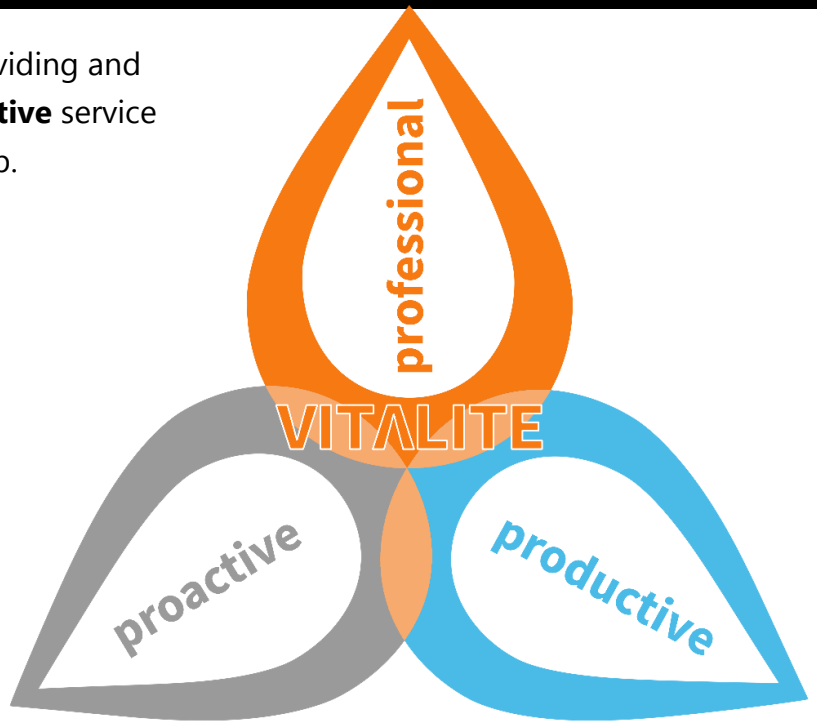 viding and
tive service
p.
professional
VITALITE
proactive
productive